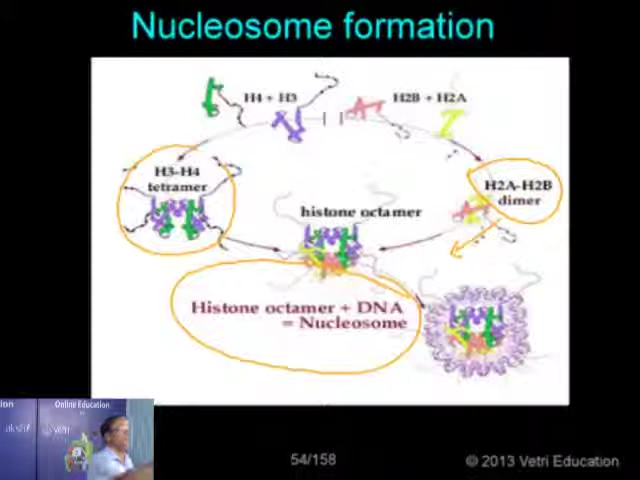 Nucleosome formation
H4 + H3
H2B + H2A
H3-H4
tetramer
H2A-H2B
dimer
histone octamer
Histone octamer + DNA
= Nucleosome
Online Education
54/158
© 2013 Vetri Education